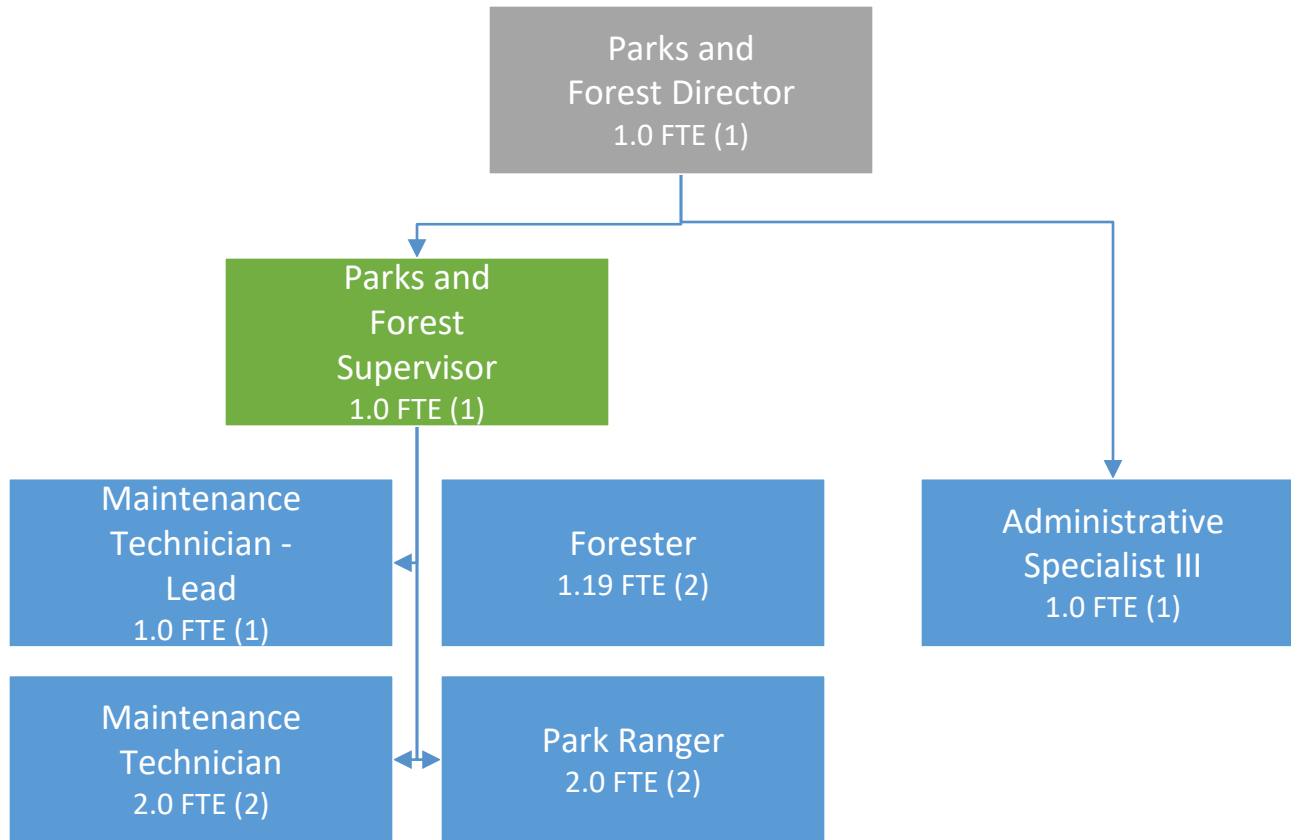 Parks and
Forest Director
1.0 FTE (1)
Parks and
Forest
Supervisor
1.0 FTE (1)
Maintenance
Technician -
Lead
1.0 FTE (1)
Forester
1.19 FTE (2)
Administrative
Specialist III
1.0 FTE (1)
Maintenance
Technician
2.0 FTE (2)
Park Ranger
2.0 FTE (2)